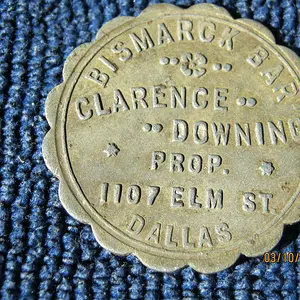 BISMARCK BAR
CLARENCE
DOWNING
PROP.
1107 ELM ST
DALLAS
03/10